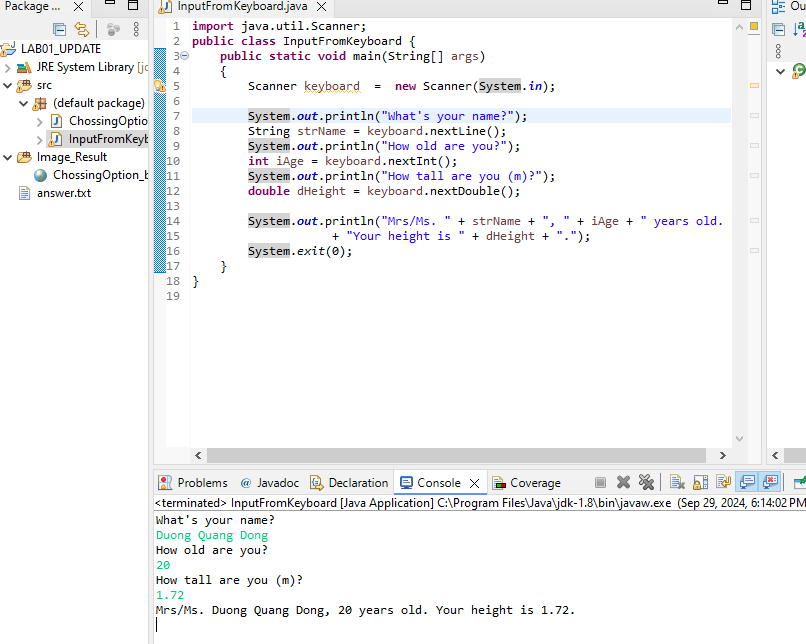 Package ...
InputFromKeyboard.java
Ou
LAB01_UPDATE
JRE System Library [jc
src
(default package)
ChossingOptio
InputFromKeyb
Image_Result
ChossingOption_b
answer.txt
1 import java.util.Scanner;
2 public class InputFromKeyboard {
3 public static void main(String[] args)
4 {
5 Scanner keyboard = new Scanner(System.in);
6
7 System.out.println("What's your name?");
8 String strName = keyboard.nextLine();
9 System.out.println("How old are you?");
10 int iAge = keyboard.nextInt();
11 System.out.println("How tall are you (m)?");
12 double dHeight = keyboard.nextDouble();
13
14 System.out.println("Mrs/Ms. " + strName + ", " + iAge + " years old.
15 + "Your height is " + dHeight + ".");
16 System.exit(0);
17 }
18 }
19
Problems @ Javadoc Declaration Console Coverage
<terminated> InputFromKeyboard [Java Application] C:\Program Files\Java\jdk-1.8\bin\javaw.exe (Sep 29, 2024, 6:14:02 PM
What's your name?
Duong Quang Dong
How old are you?
20
How tall are you (m)?
1.72
Mrs/Ms. Duong Quang Dong, 20 years old. Your height is 1.72.